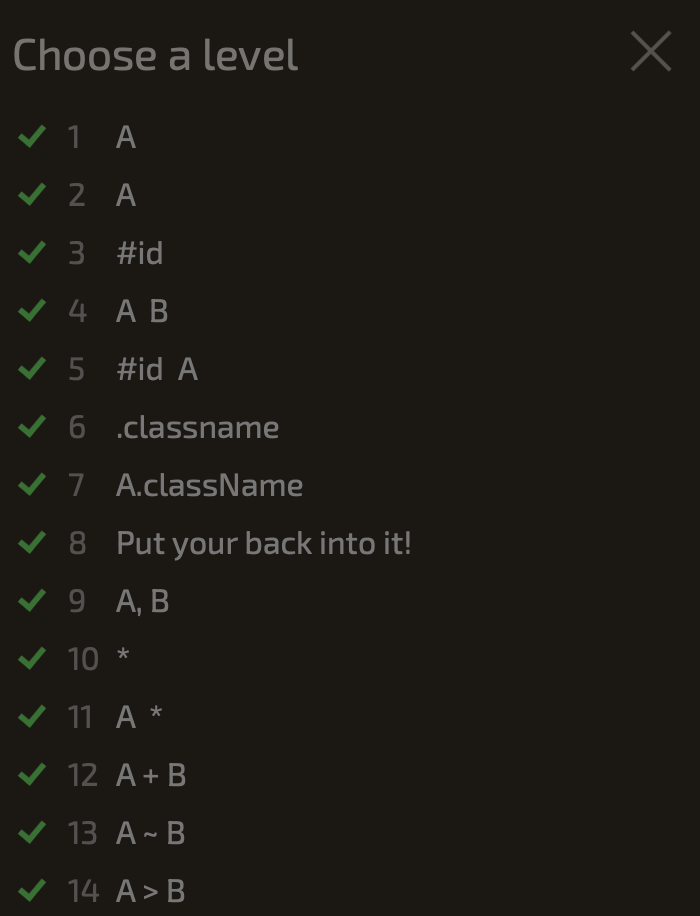 Choose a level
1 A
2 A
3 #id
4 A B
5 #id A
6 .classname
7 A.className
8 Put your back into it!
9 A, B
10 *
11 A *
12 A + B
13 A ~ B
14 A > B